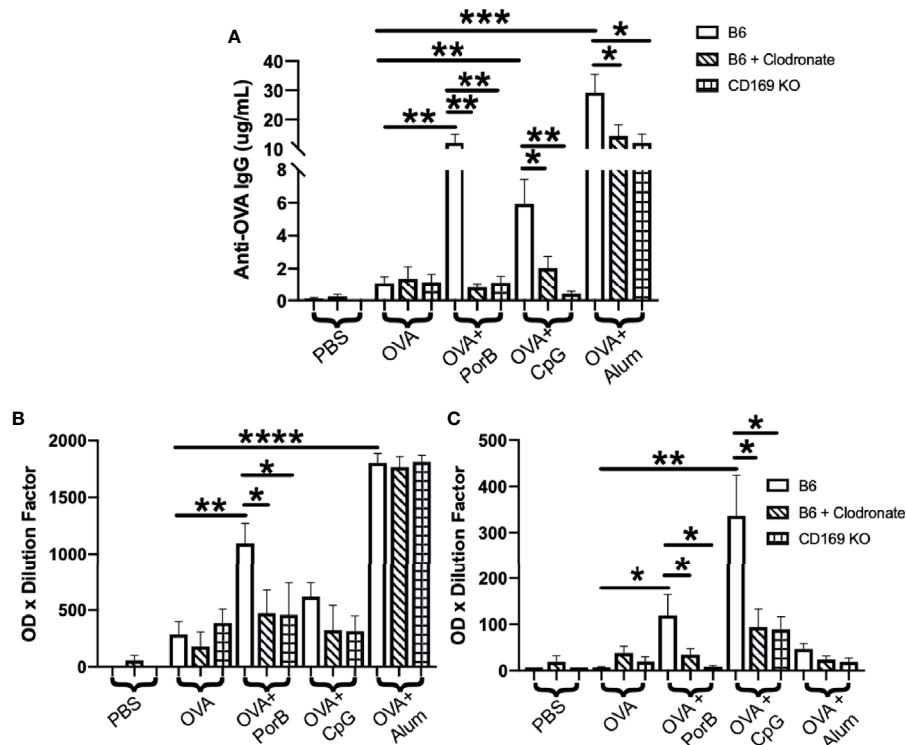 A
***
*
**
*
**
**
**
**
*
B6
B6 + Clodronate
CD169 KO
Anti-OVA IgG (ug/mL)
40
30
20
10
8
6
4
2
0
PBS
OVA
OVA+
PorB
OVA+
CpG
OVA+
Alum
B
OD x Dilution Factor
2000
1500
1000
500
0
****
**
*
*
PBS
OVA
OVA+
PorB
OVA+
CpG
OVA+
Alum
C
OD x Dilution Factor
500
400
300
200
100
0
*
*
**
*
*
*
B6
B6 + Clodronate
CD169 KO
PBS
OVA
OVA +
PorB
OVA +
CpG
OVA +
Alum